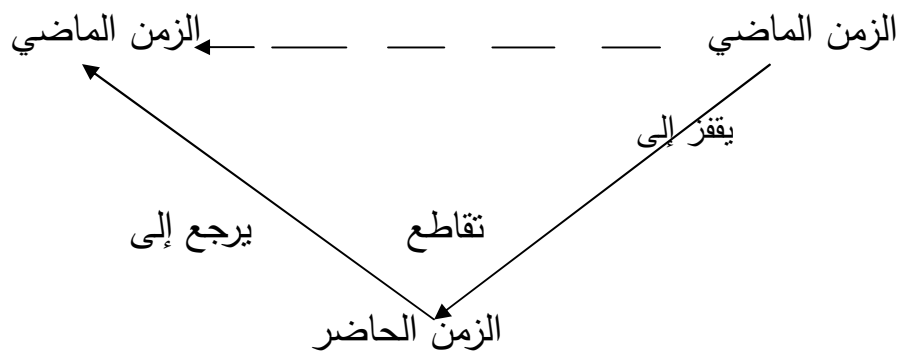 الزمن الماضي
الزمن الماضي
يقفز إلى
تقاطع
يرجع إلى
الزمن الحاضر